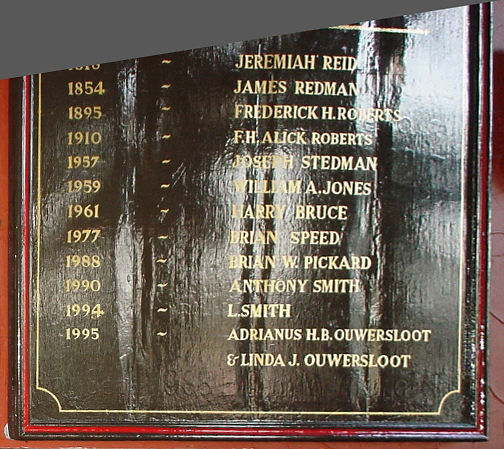 ~ JEREMIAH REID
1854 ~ JAMES REDMAN
1895 ~ FREDERICK H. ROBERTS
1910 ~ F.H. ALICK ROBERTS
1957 ~ JOSEPH STEDMAN
1959 ~ WILLIAM A. JONES
1961 ~ HARRY BRUCE
1977 ~ BRIAN SPEED
1988 ~ BRIAN W. PICKARD
1990 ~ ANTHONY SMITH
1994 ~ L. SMITH
1995 ~ ADRIANUS H.B. OUWERSLOOT
& LINDA J. OUWERSLOOT